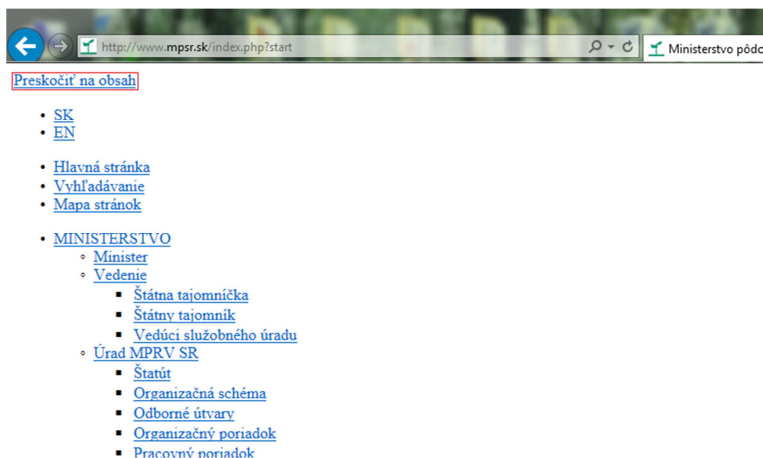 http://www.mpsr.sk/index.php?start
Ministerstvo pôdo
Preskočiť na obsah
SK
EN
Hlavná stránka
Vyhľadávanie
Mapa stránok
MINISTERSTVO
Minister
Vedenie
Štátna tajomníčka
Štátny tajomník
Vedúci služobného úradu
Úrad MPRV SR
Štatút
Organizačná schéma
Odborné útvary
Organizačný poriadok
Pracovný poriadok